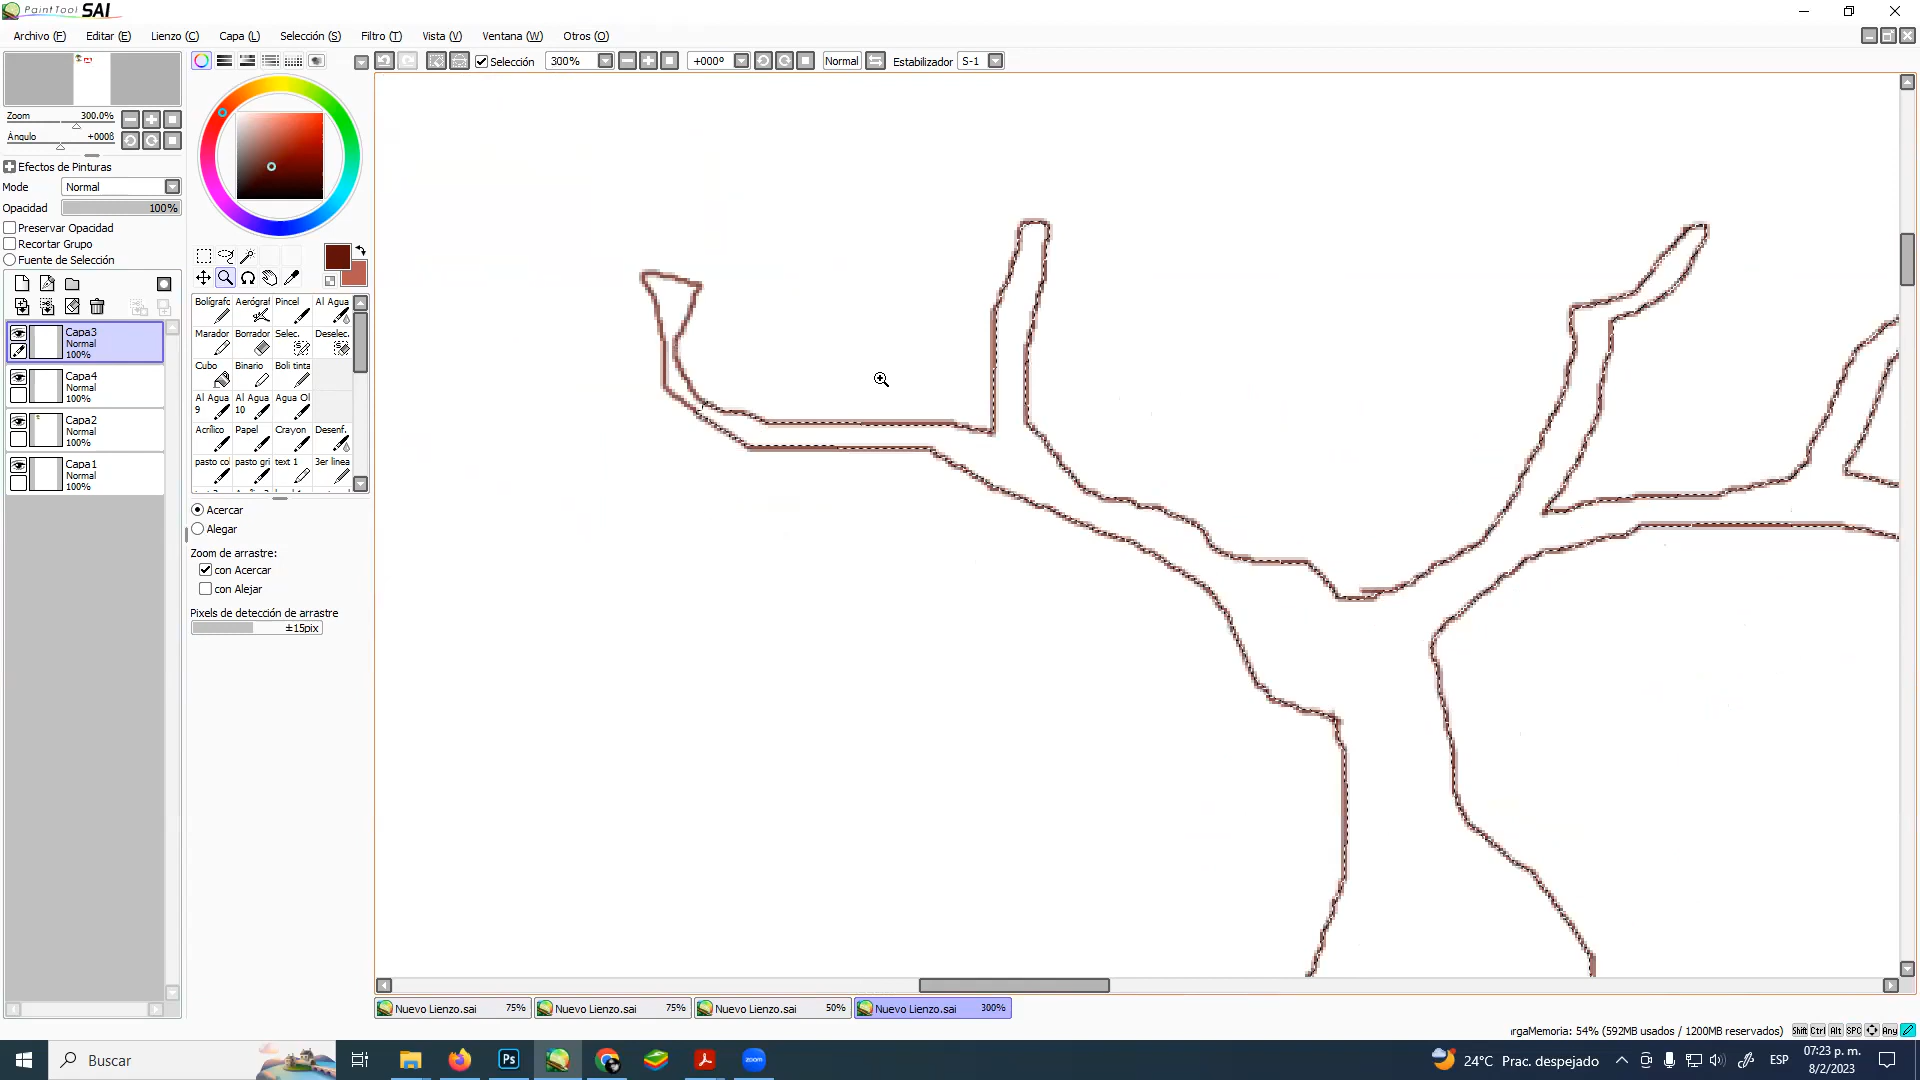 PaintTool SAI
Archivo (F) Editar (E) Lienzo (C) Capa (L) Selección (S) Filtro (T) Vista (V) Ventana (W) Otros (O)
Selección 300% +000º Normal Estabilizador S-1
Zoom 300.0%
Ángulo +000ß
Efectos de Pinturas
Mode Normal
Opacidad 100%
Preservar Opacidad
Recortar Grupo
Fuente de Selección
Capa3
Normal
100%
Capa4
Normal
100%
Capa2
Normal
100%
Capa1
Normal
100%
Bolígrafo Aerógraf Pincel Al Agua
Marador Borrador Selec. Deselec.
Cubo Binario Boli tinta
Al Agua 9 Al Agua 10 Agua Ol
Acrílico Papel Crayon Desenf.
pasto col pasto gri text 1 3er linea
Acercar
Alegar
Zoom de arrastre:
con Acercar
con Alejar
Pixels de detección de arrastre
±15pix
Nuevo Lienzo.sai 75% Nuevo Lienzo.sai 75% Nuevo Lienzo.sai 50% Nuevo Lienzo.sai 300%
argaMemoria: 54% (592MB usados / 1200MB reservados) Shift Ctrl Alt SPC Any
Buscar
Ps
zoom
24°C Prac. despejado
ESP
07:23 p. m.
8/2/2023